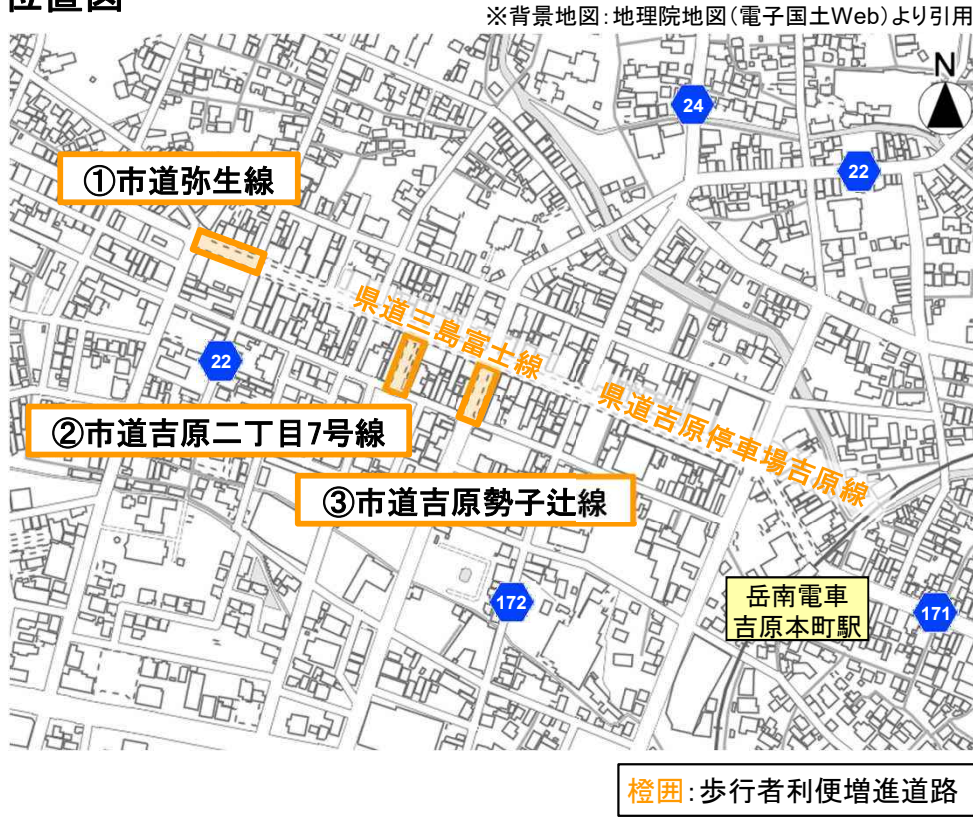 位置図
※背景地図:地理院地図(電子国土Web)より引用
N
24
22
①市道弥生線
県道三島富士線
22
県道吉原停車場吉原線
②市道吉原二丁目7号線
③市道吉原勢子辻線
172
岳南電車
吉原本町駅
171
橙囲:歩行者利便増進道路